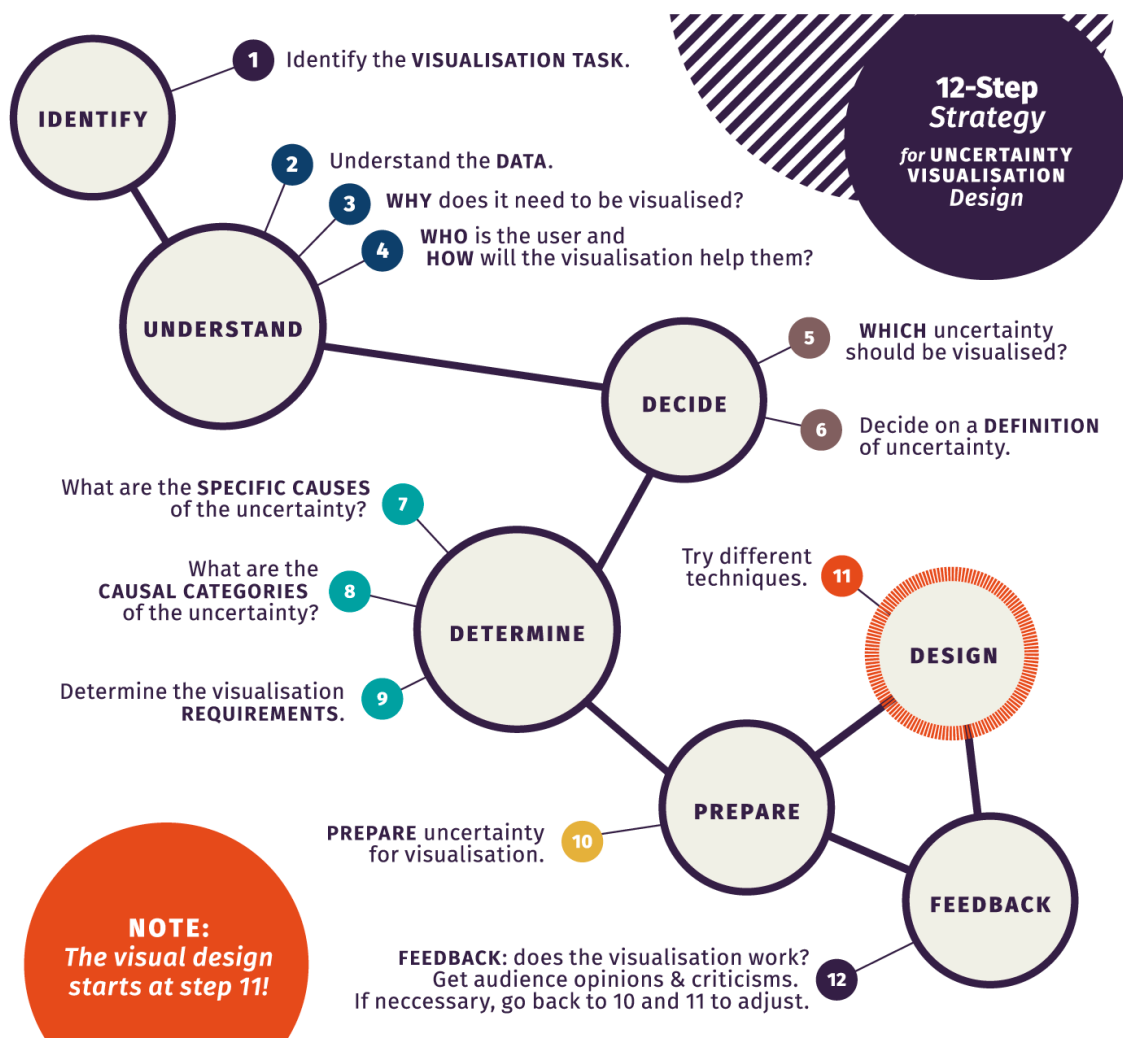 12-Step
Strategy
for UNCERTAINTY
VISUALISATION
Design
IDENTIFY
1 Identify the VISUALISATION TASK.
UNDERSTAND
2 Understand the DATA.
3 WHY does it need to be visualised?
4 WHO is the user and
HOW will the visualisation help them?
DECIDE
5 WHICH uncertainty
should be visualised?
6 Decide on a DEFINITION
of uncertainty.
DETERMINE
What are the SPECIFIC CAUSES
of the uncertainty? 7
What are the
CAUSAL CATEGORIES
of the uncertainty? 8
Determine the visualisation
REQUIREMENTS. 9
PREPARE
PREPARE uncertainty
for visualisation. 10
DESIGN
Try different
techniques. 11
FEEDBACK
FEEDBACK: does the visualisation work?
Get audience opinions & criticisms.
If neccessary, go back to 10 and 11 to adjust. 12
NOTE:
The visual design
starts at step 11!